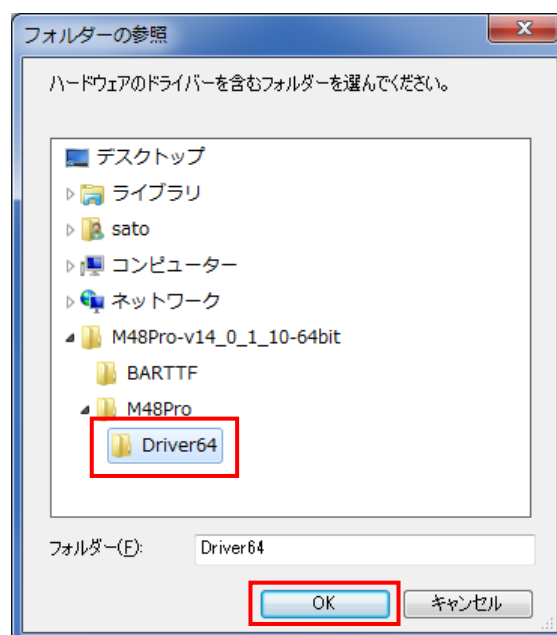 フォルダーの参照
ハードウェアのドライバーを含むフォルダーを選んでください。
デスクトップ
ライブラリ
sato
コンピューター
ネットワーク
M48Pro-v14_0_1_10-64bit
BARTTF
M48Pro
Driver64
フォルダー(F): Driver64
OK キャンセル